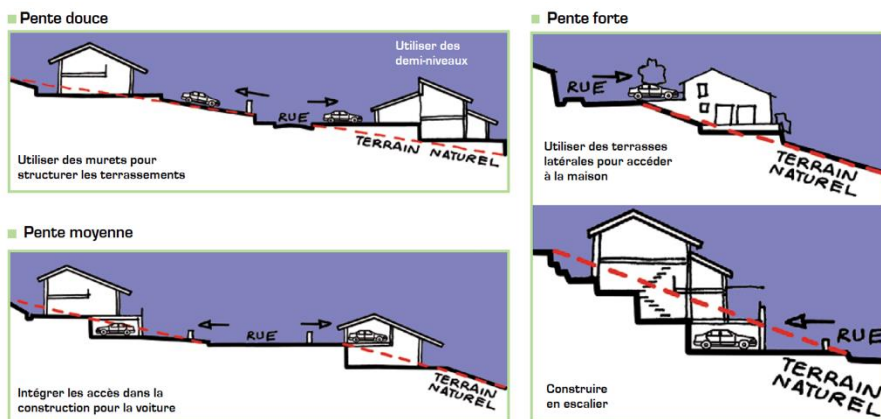 Pente douce
Utiliser des
demi-niveaux
RUE
TERRAIN NATUREL
Utiliser des murets pour
structurer les terrassements
Pente moyenne
RUE
TERRAIN
NATUREL
Intégrer les accès dans la
construction pour la voiture
Pente forte
RUE
Utiliser des terrasses
latérales pour accéder
à la maison
TERRAIN
NATUREL
RUE
TERRAIN
NATUREL
Construire
en escalier